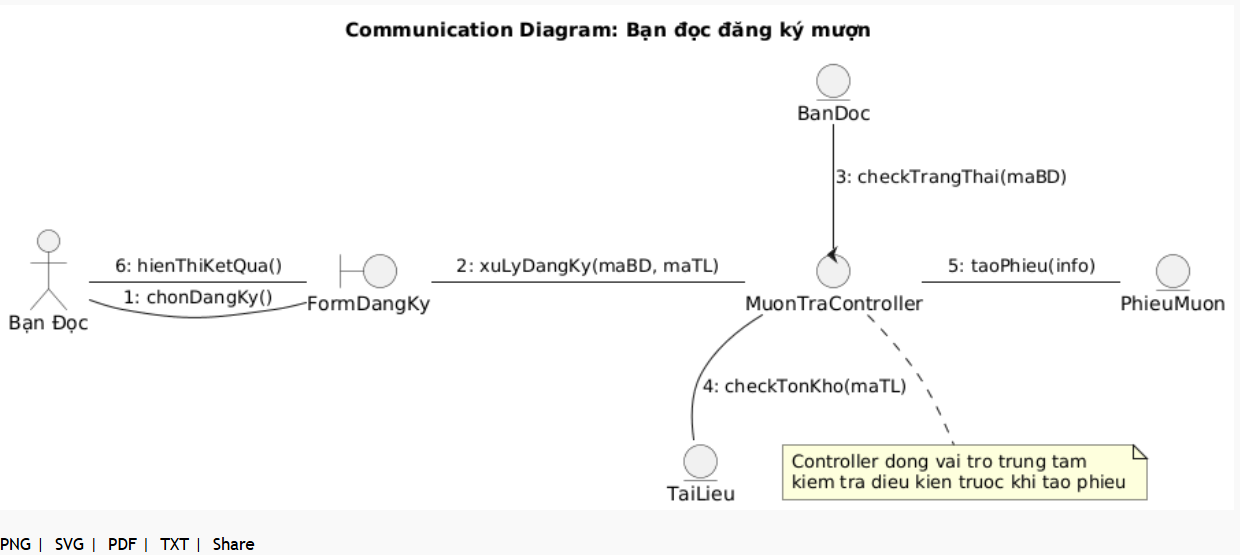 Communication Diagram: Bạn đọc đăng ký mượn
BanDoc
3: checkTrangThai(maBD)
6: hienThiKetQua()
2: xuLyDangKy(maBD, maTL)
5: taoPhieu(info)
1: chonDangKy()
FormDangKy
MuonTraController
PhieuMuon
Bạn Đọc
4: checkTonKho(maTL)
Controller dong vai tro trung tam
kiem tra dieu kien truoc khi tao phieu
TaiLieu
PNG | SVG | PDF | TXT | Share